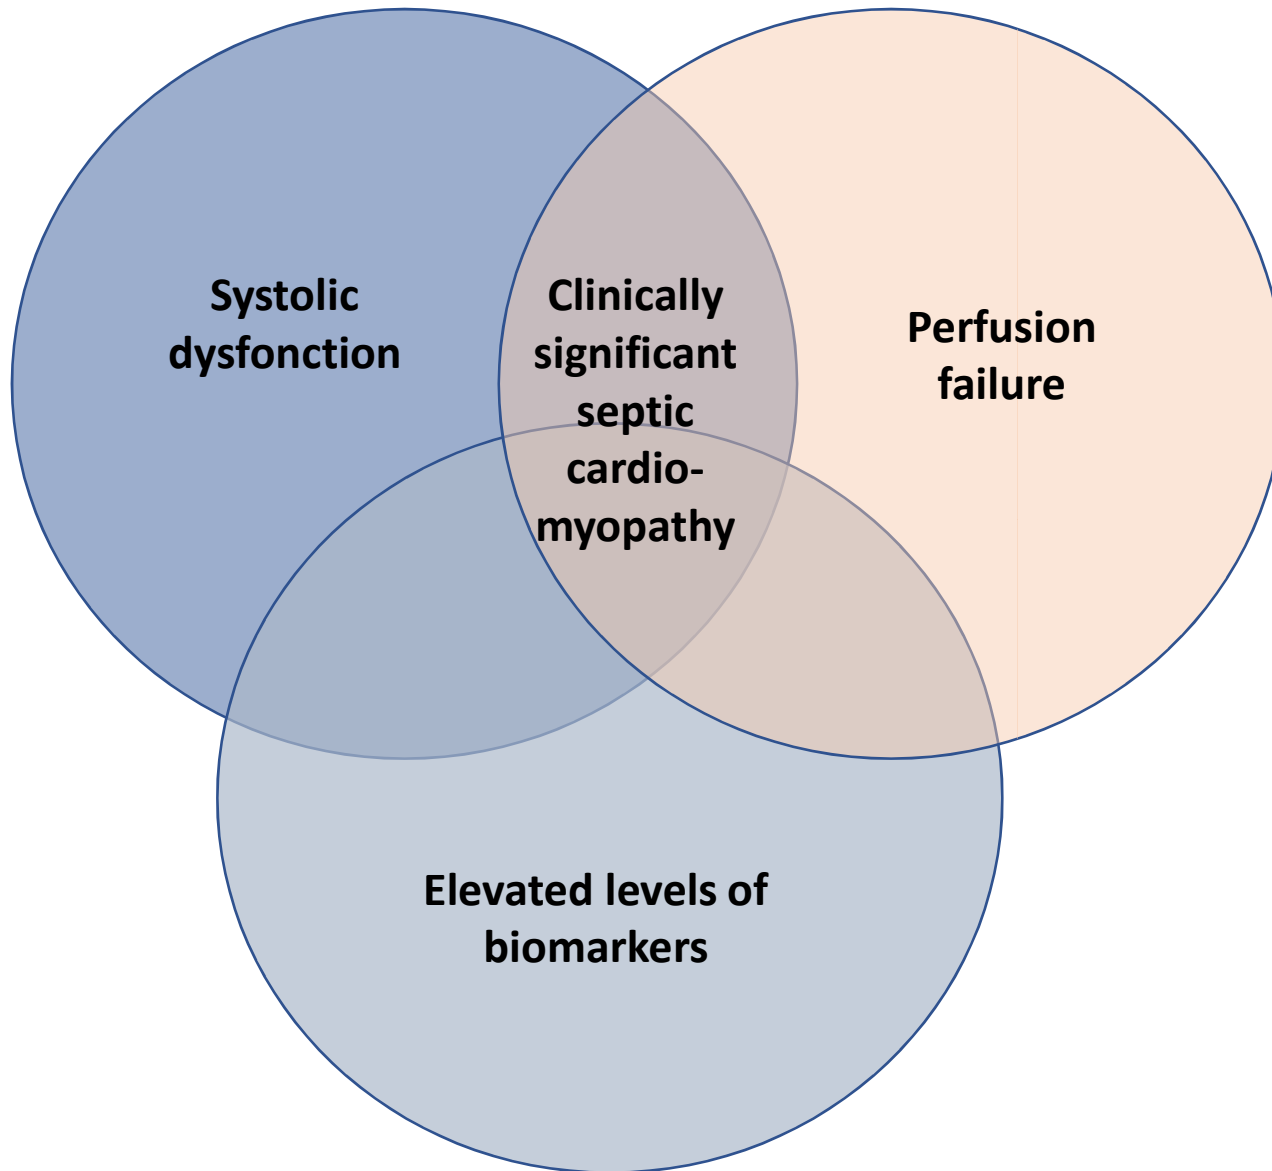 Systolic
dysfonction
Clinically
significant
septic
cardio-
myopathy
Perfusion
failure
Elevated levels of
biomarkers